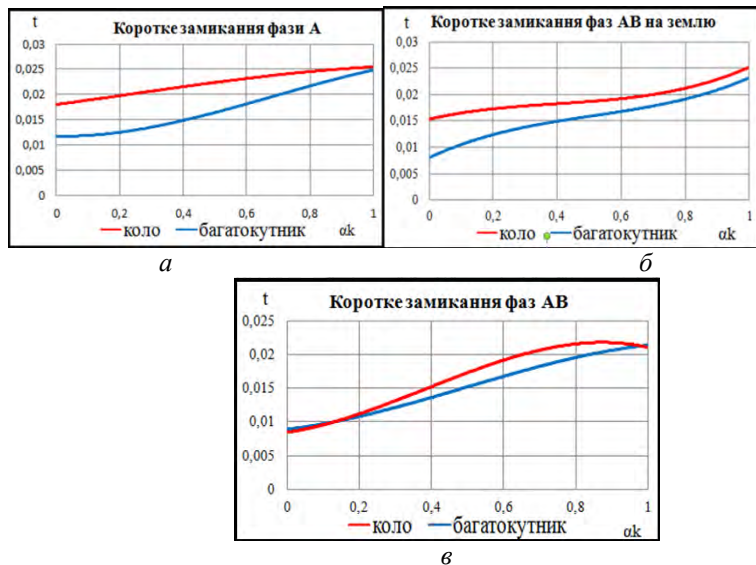 t
Коротке замикання фази А
0,03
0,025
0,02
0,015
0,01
0,005
0
0 0,2 0,4 0,6 0,8 1
коло багатокутник αk
а
t
Коротке замикання фаз АВ на землю
0,03
0,025
0,02
0,015
0,01
0,005
0
0 0,2 0,4 0,6 0,8 1
коло багатокутник αk
б
t
Коротке замикання фаз АВ
0,025
0,02
0,015
0,01
0,005
0
0 0,2 0,4 0,6 0,8 1
коло багатокутник αk
в